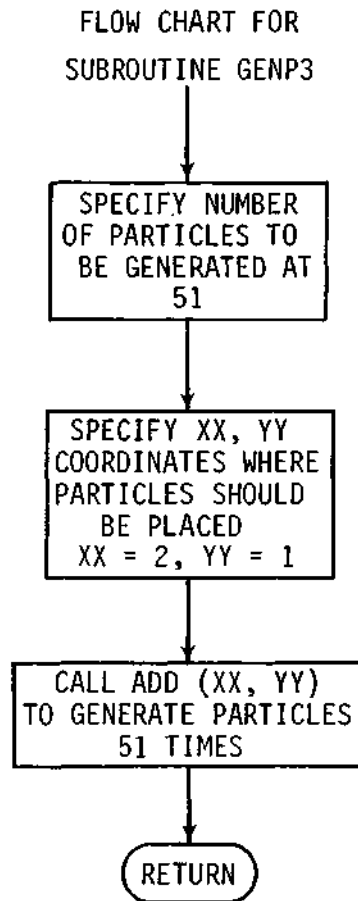 FLOW CHART FOR
SUBROUTINE GENP3
SPECIFY NUMBER
OF PARTICLES TO
BE GENERATED AT
51
SPECIFY XX, YY
COORDINATES WHERE
PARTICLES SHOULD
BE PLACED
XX = 2, YY = 1
CALL ADD (XX, YY)
TO GENERATE PARTICLES
51 TIMES
RETURN